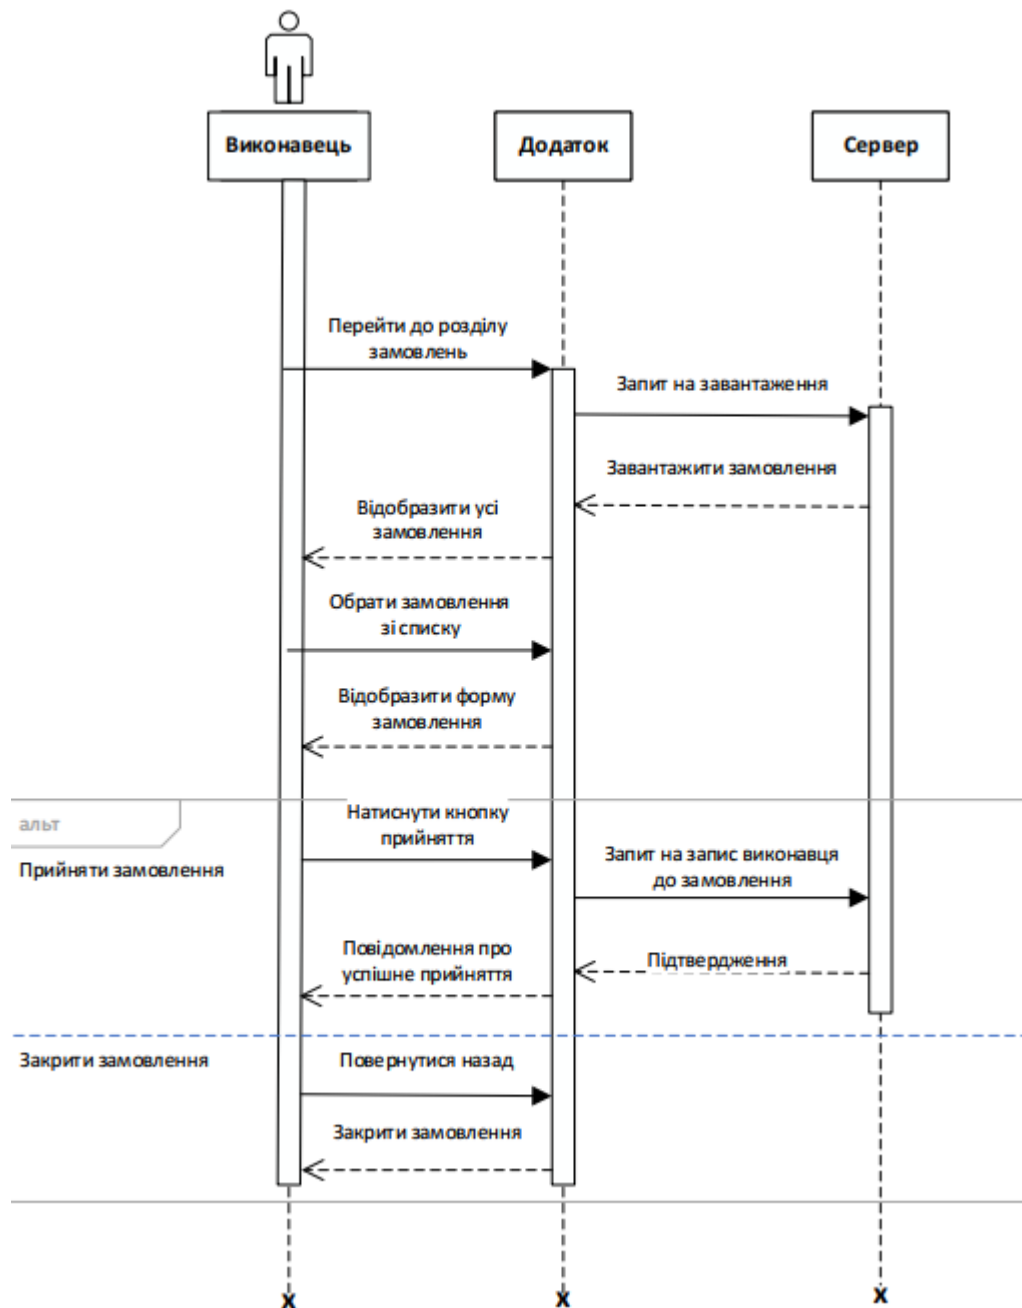 Виконавець
Додаток
Сервер
Перейти до розділу
замовлень
Запит на завантаження
Завантажити замовлення
Відобразити усі
замовлення
Обрати замовлення
зі списку
Відобразити форму
замовлення
альт
Натиснути кнопку
прийняття
Прийняти замовлення
Запит на запис виконавця
до замовлення
Повідомлення про
успішне прийняття
Підтвердження
Закрити замовлення
Повернутися назад
Закрити замовлення
x
x
x